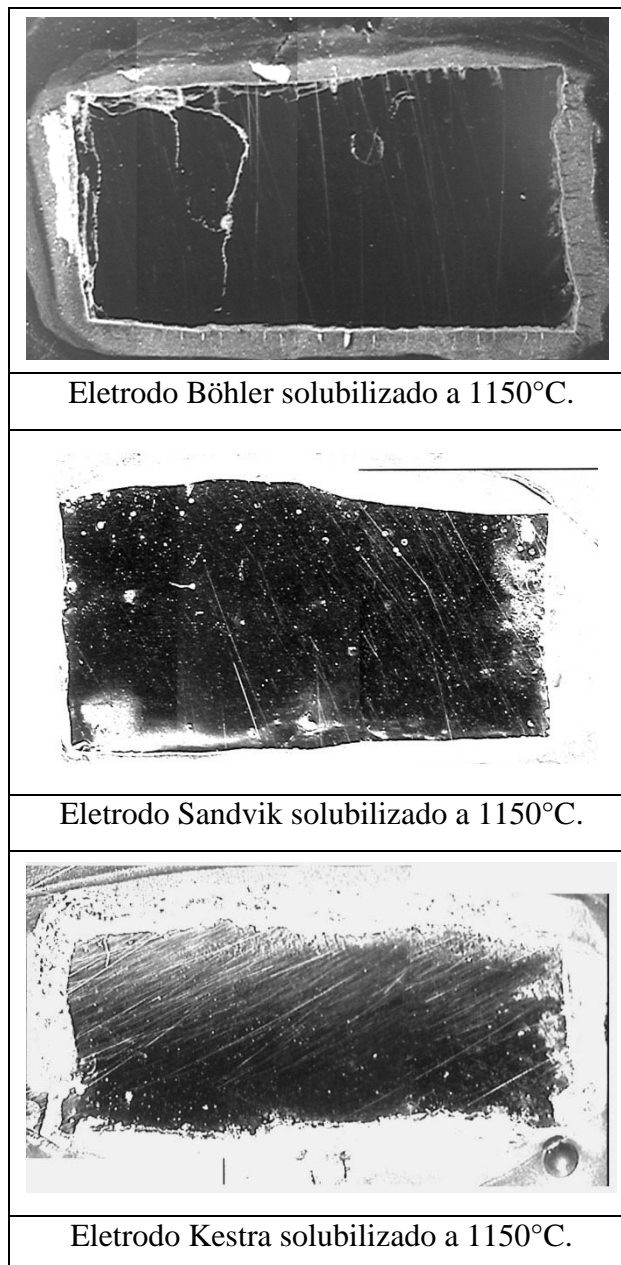 Eletrodo Böhler solubilizado a 1150°C.
Eletrodo Sandvik solubilizado a 1150°C.
Eletrodo Kestra solubilizado a 1150°C.